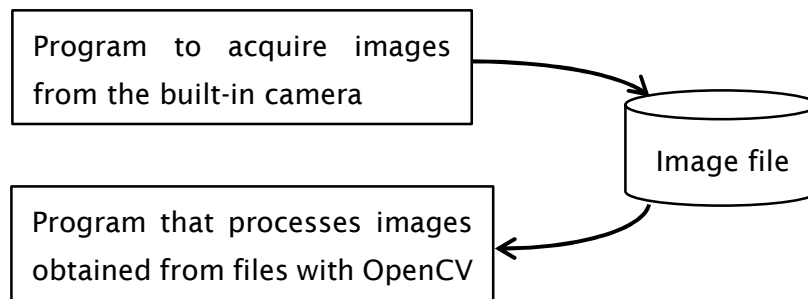 Program to acquire images
from the built-in camera
Image file
Program that processes images
obtained from files with OpenCV